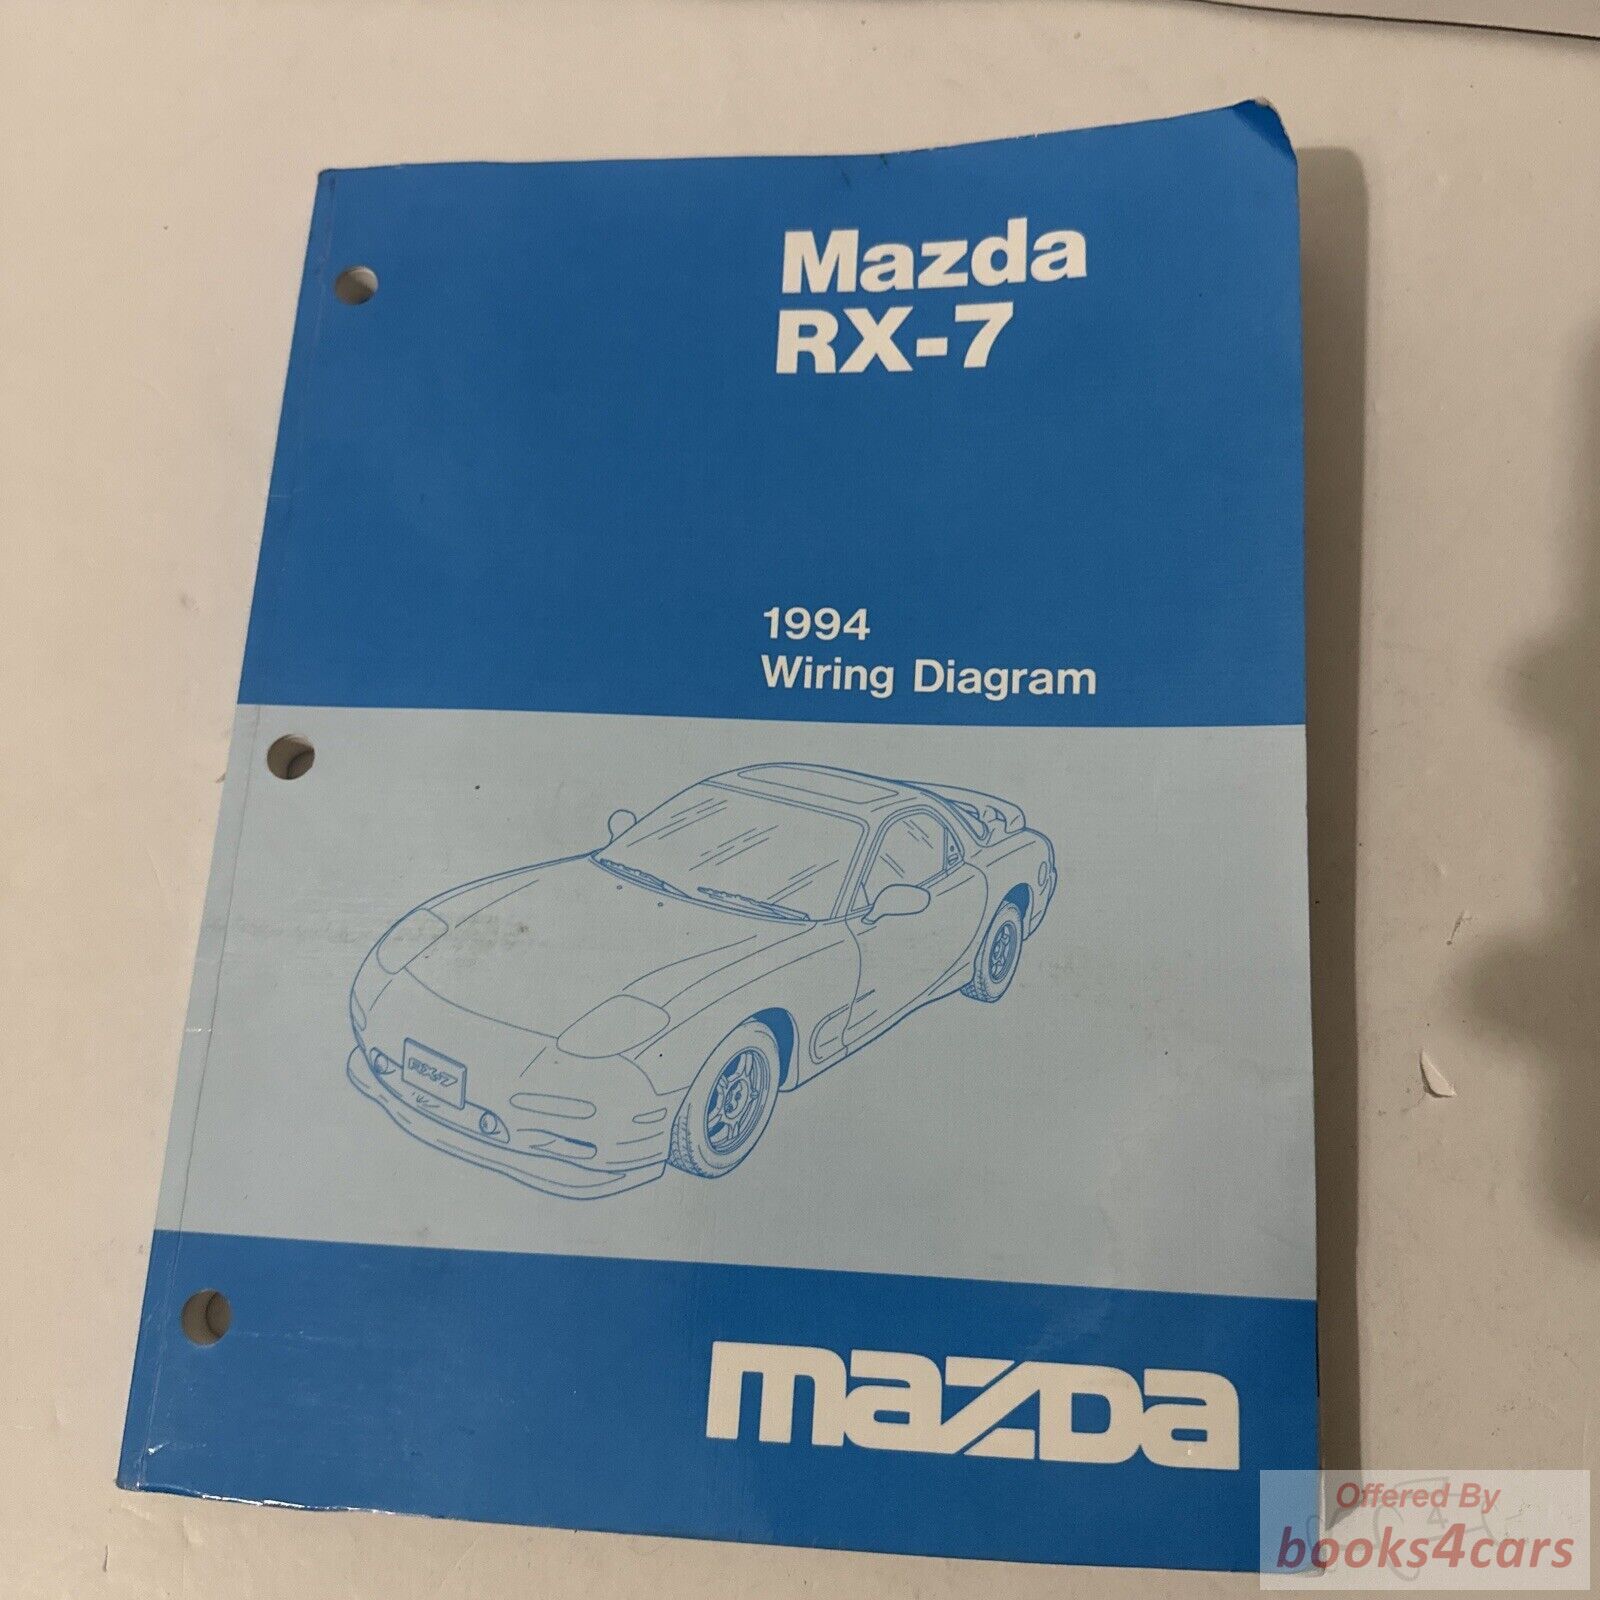 Mazda
RX-7
1994
Wiring Diagram
RX-7
mazDa
Offered By
books4cars